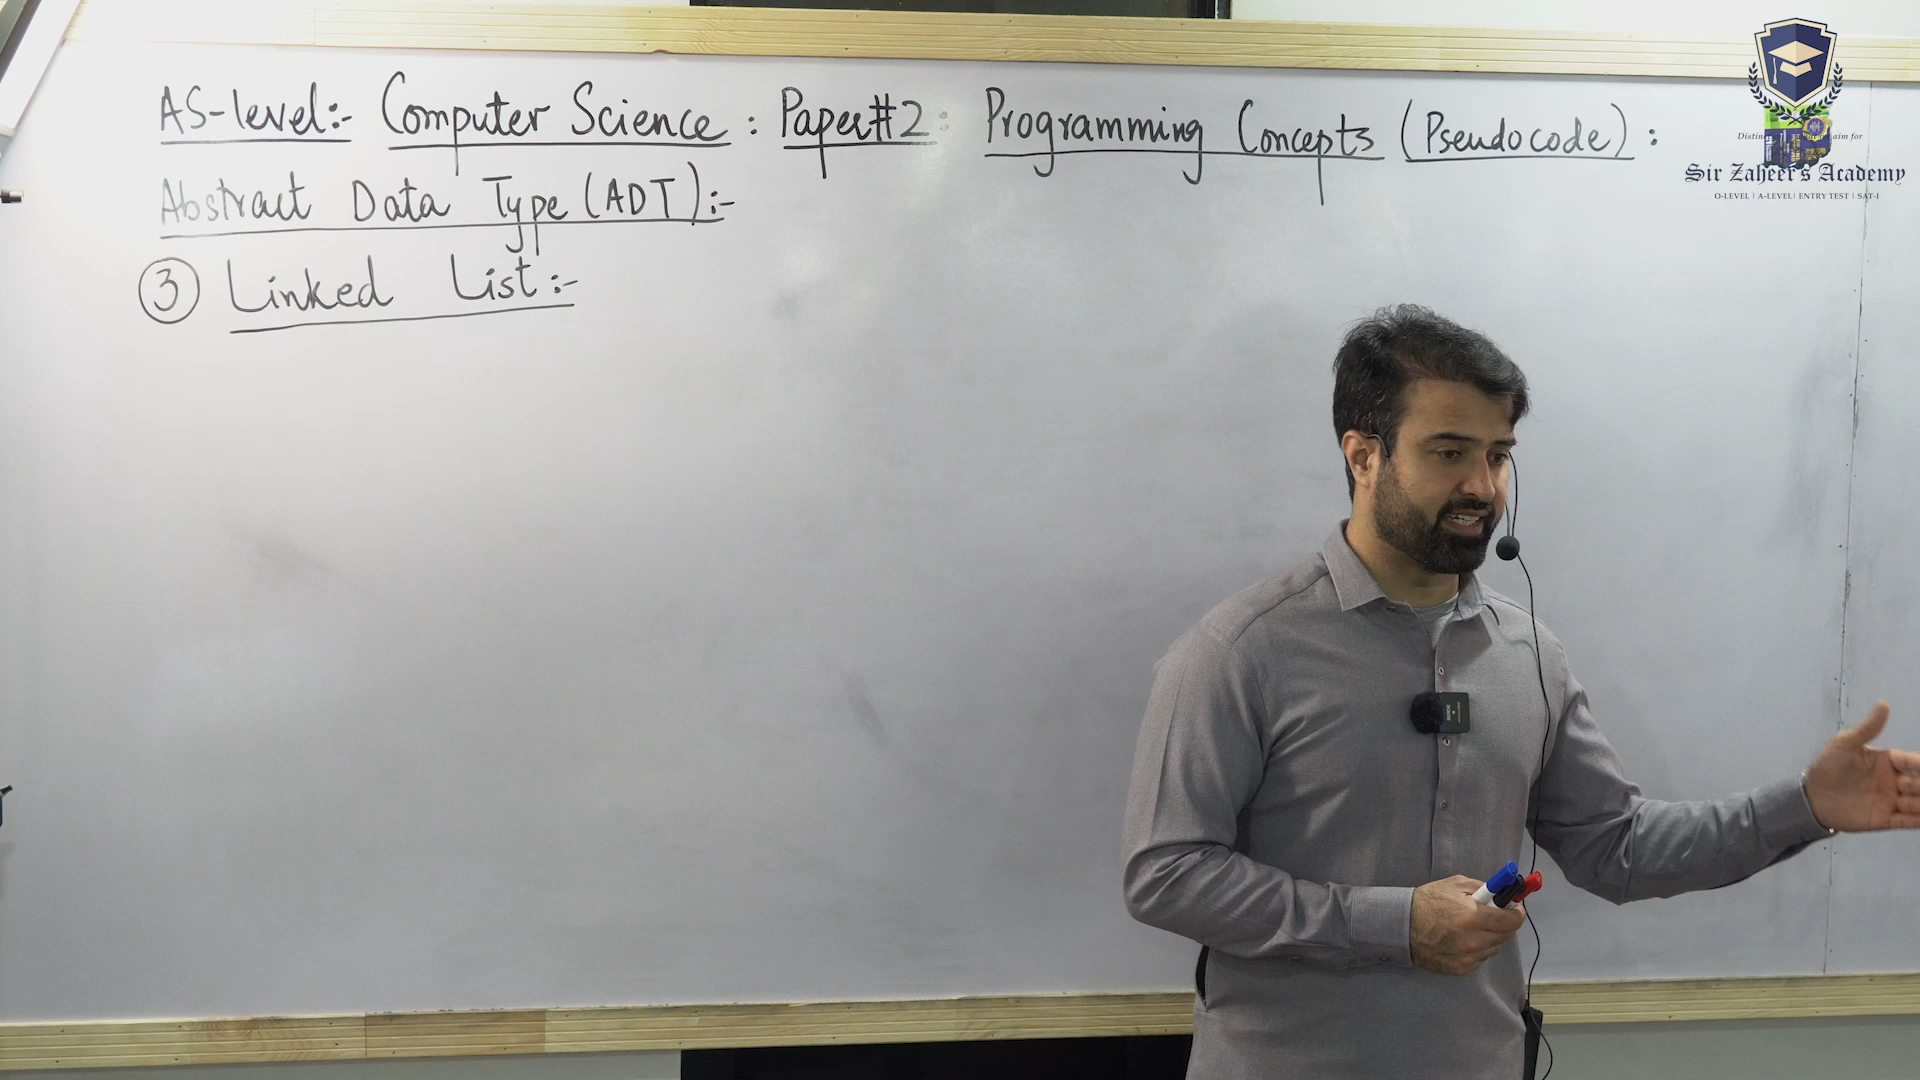 AS-level:- Computer Science : Paper#2: Programming Concepts (Pseudocode) :
Abstract Data Type (ADT):-
③ Linked List:-
Sir Zaheer's Academy
O-LEVEL | A-LEVEL | ENTRY TEST | SAT-I